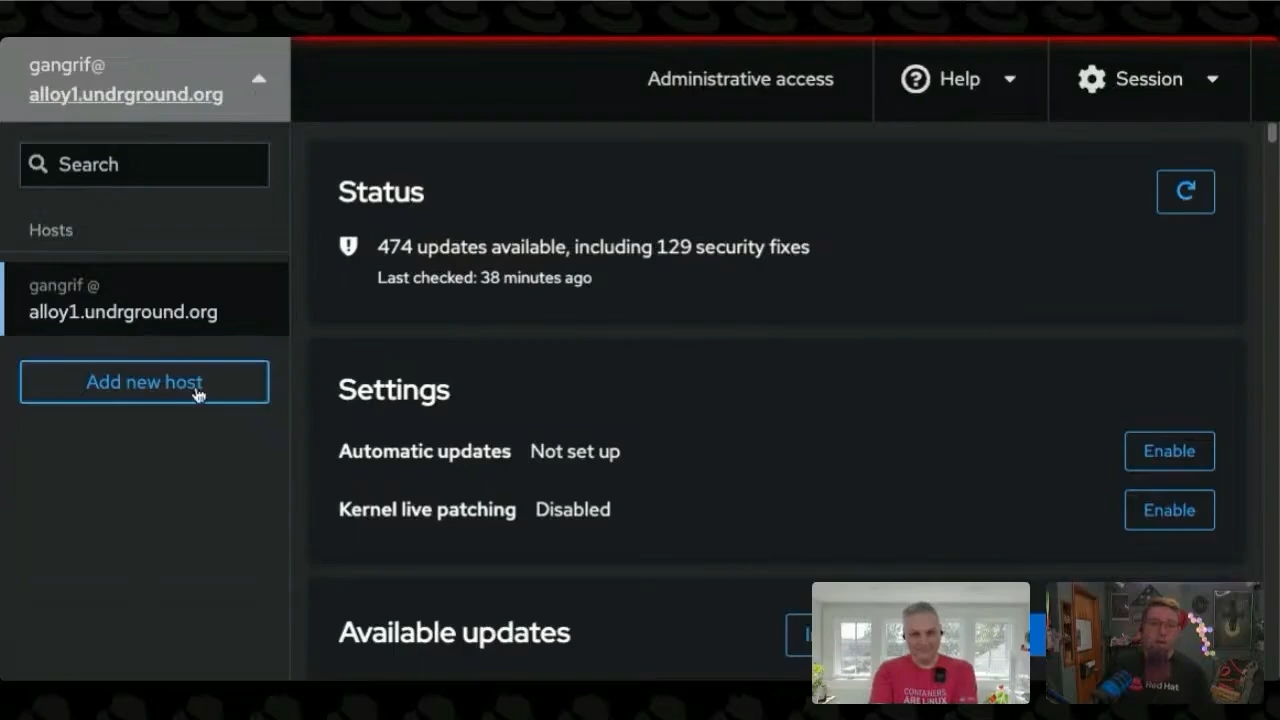 gangrif@
alloy1.undrground.org
Administrative access
Help
Session
Search
Hosts
gangrif @
alloy1.undrground.org
Add new host
Status
474 updates available, including 129 security fixes
Last checked: 38 minutes ago
Settings
Automatic updates Not set up
Enable
Kernel live patching Disabled
Enable
Available updates
CONTAINERS
ARE LINUX
Red Hat